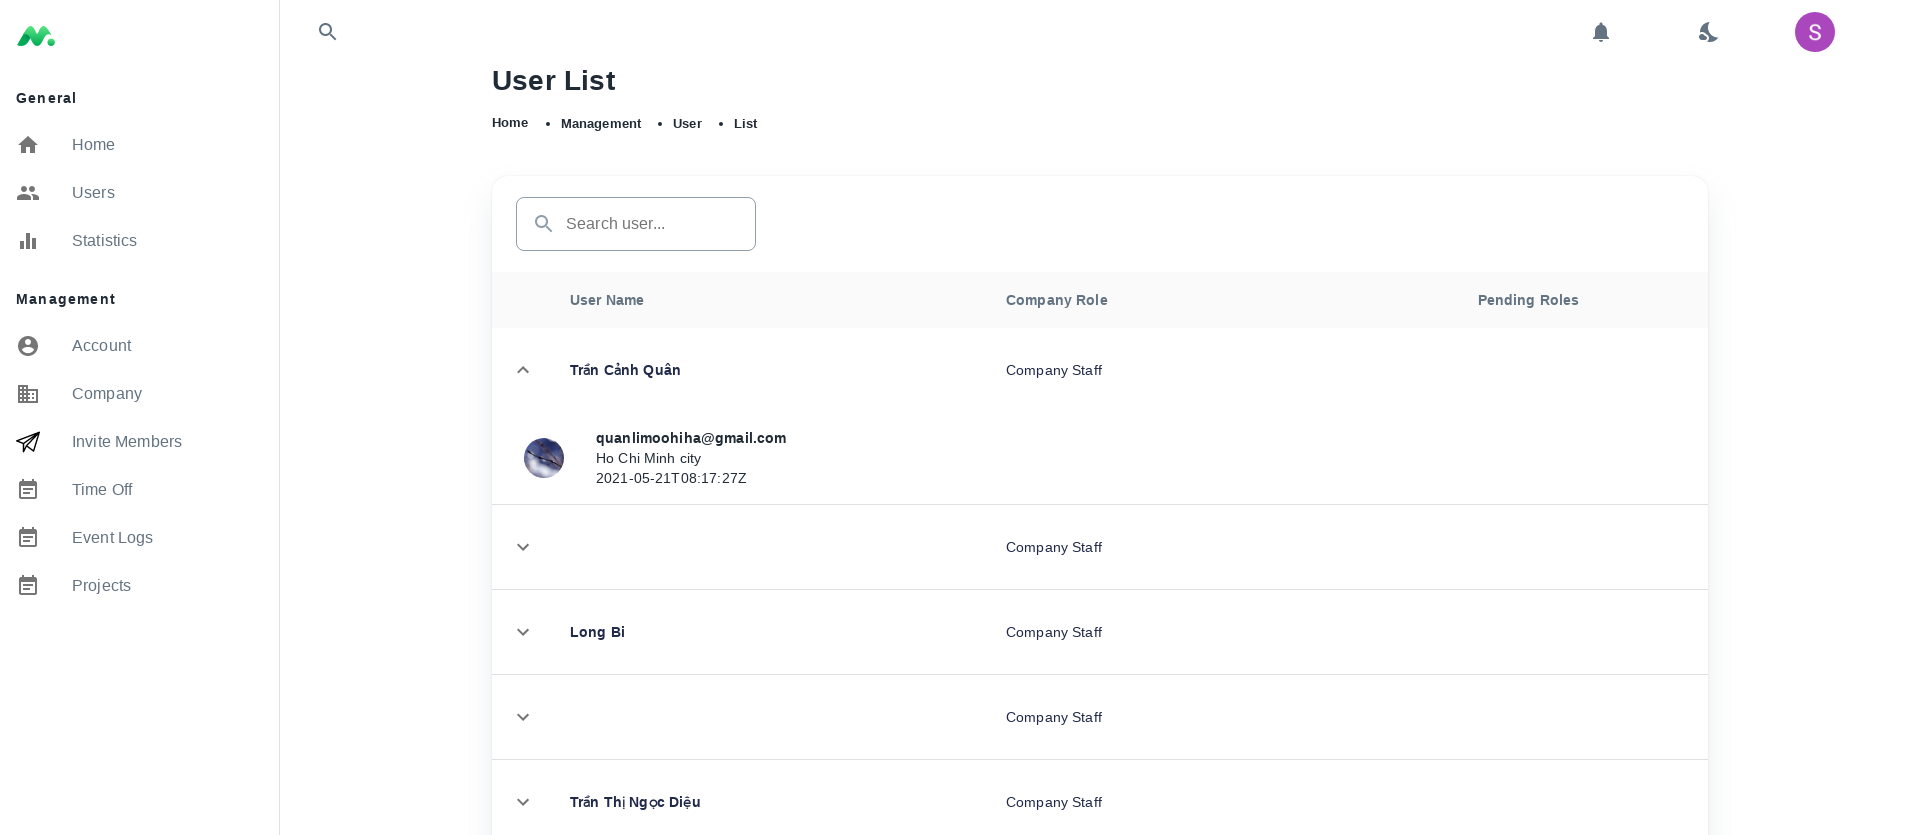 General
Home
Users
Statistics
Management
Account
Company
Invite Members
Time Off
Event Logs
Projects
S
User List
Home • Management • User • List
Search user...
User Name Company Role Pending Roles
Trần Cảnh Quân Company Staff
quanlimoohiha@gmail.com
Ho Chi Minh city
2021-05-21T08:17:27Z
Company Staff
Long Bi Company Staff
Company Staff
Trần Thị Ngọc Diệu Company Staff